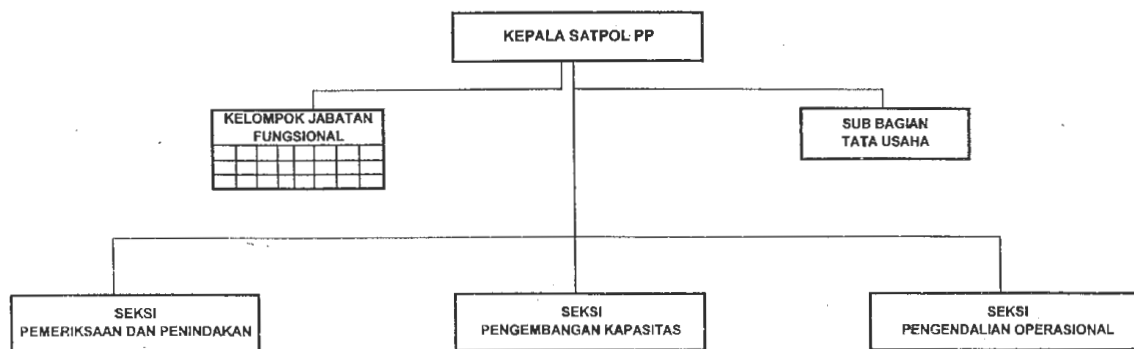 KEPALA SATPOL PP
KELOMPOK JABATAN
FUNGSIONAL
SUB BAGIAN
TATA USAHA
SEKSI
PEMERIKSAAN DAN PENINDAKAN
SEKSI
PENGEMBANGAN KAPASITAS
SEKSI
PENGENDALIAN OPERASIONAL